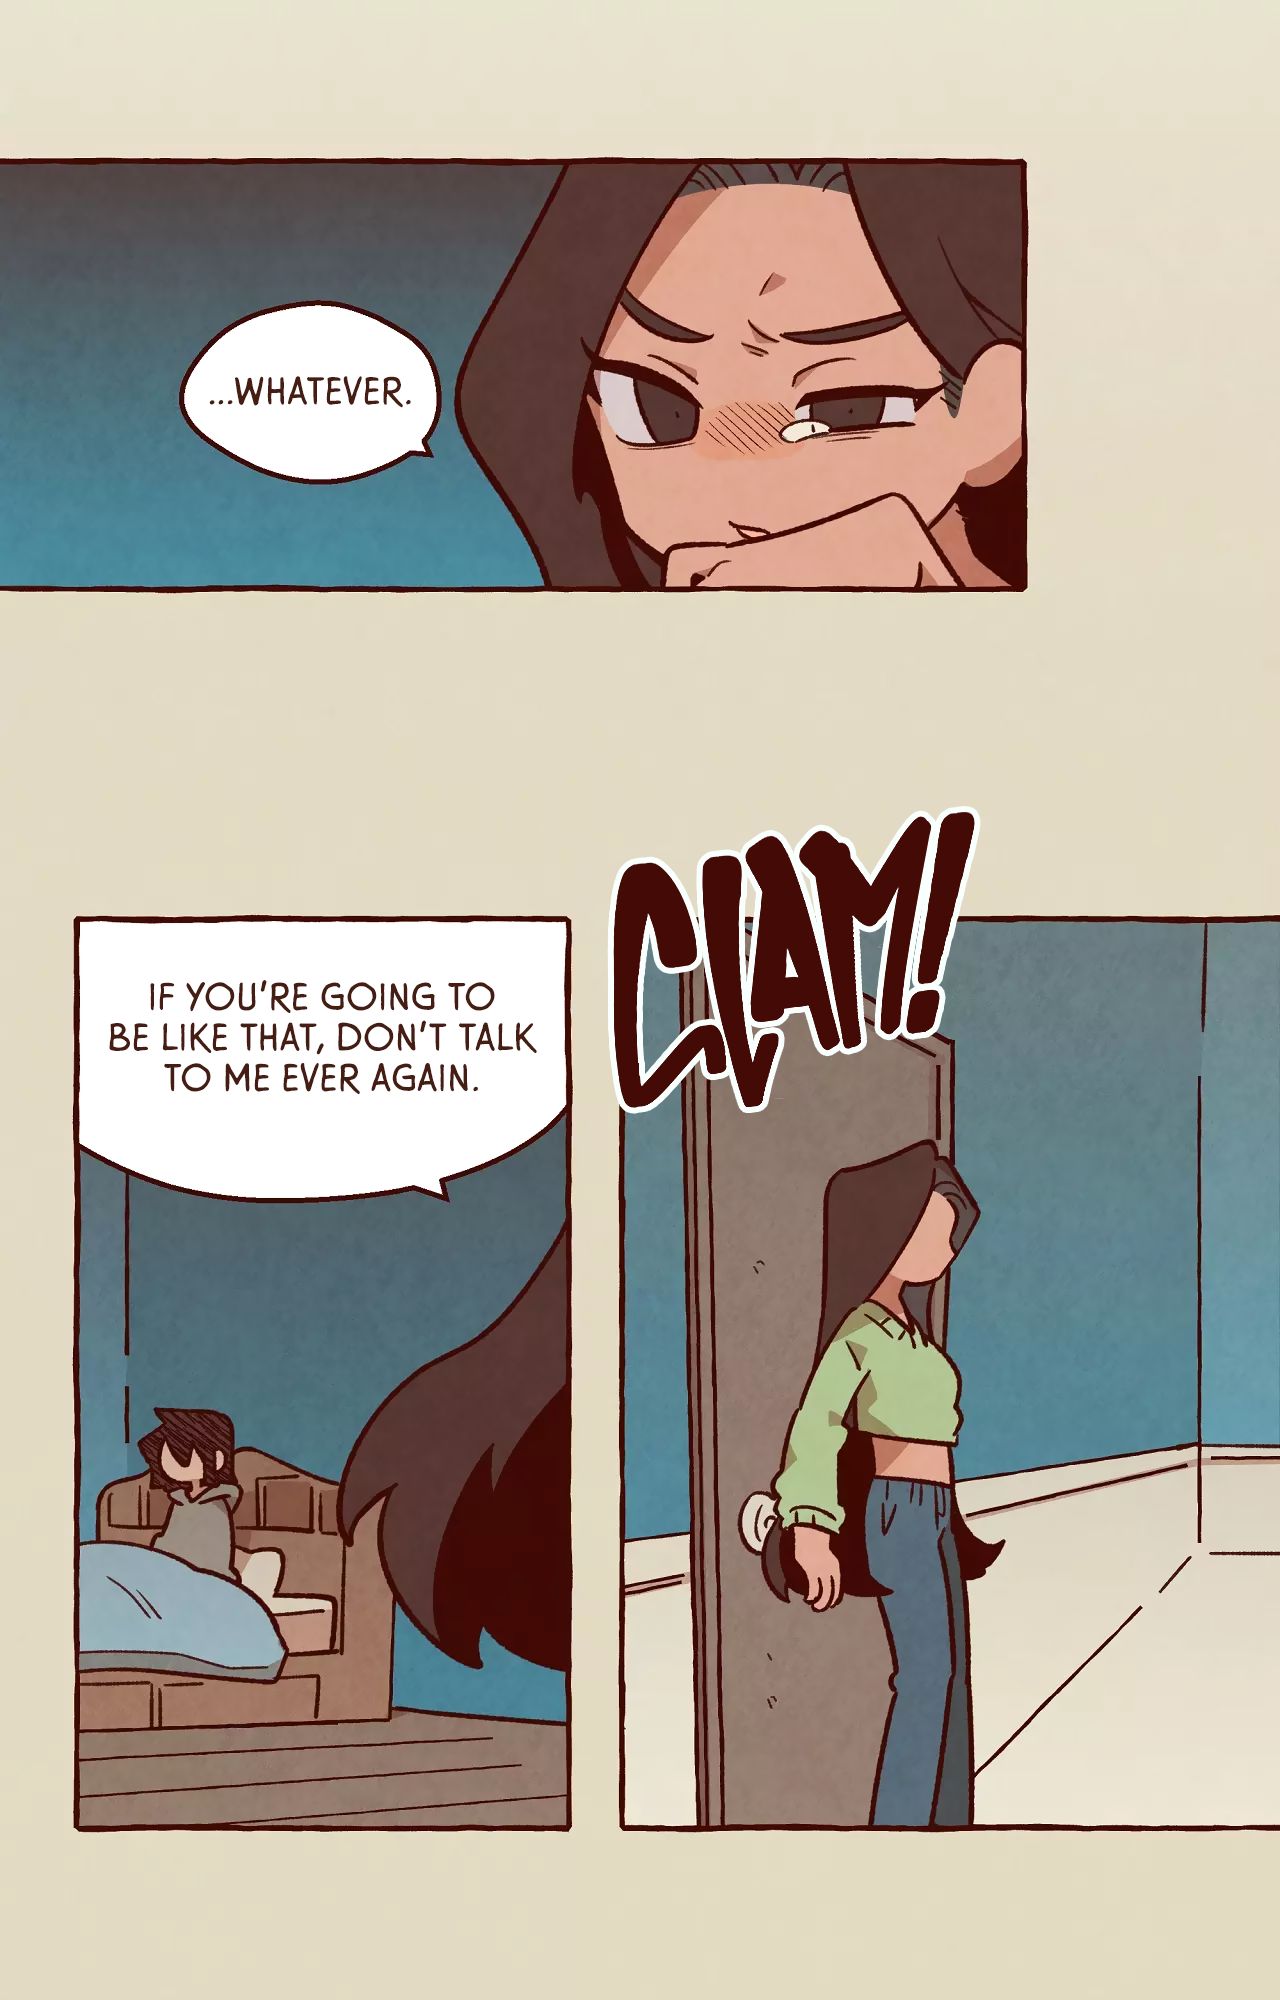 ...WHATEVER.
IF YOU'RE GOING TO
BE LIKE THAT, DON'T TALK
TO ME EVER AGAIN.
CLAM!